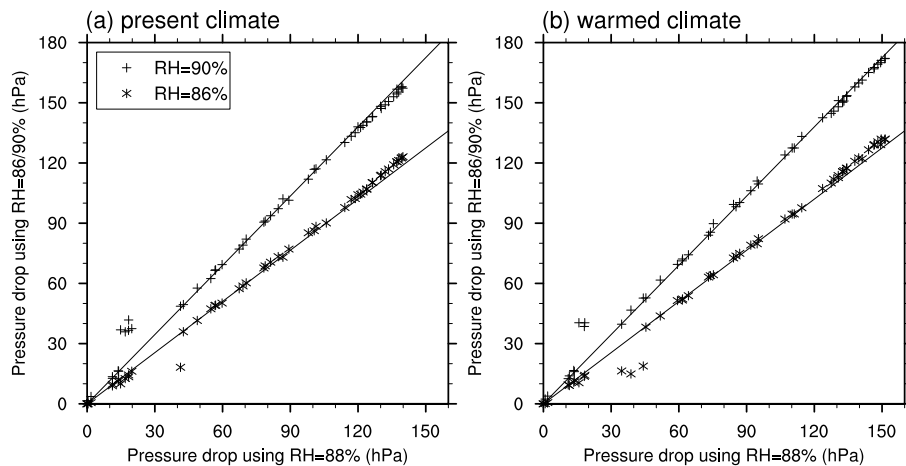 (a) present climate
180
150
120
90
60
30
0
0 30 60 90 120 150
Pressure drop using RH=86/90% (hPa)
Pressure drop using RH=88% (hPa)
RH=90%
RH=86%
(b) warmed climate
180
150
120
90
60
30
0
0 30 60 90 120 150
Pressure drop using RH=86/90% (hPa)
Pressure drop using RH=88% (hPa)